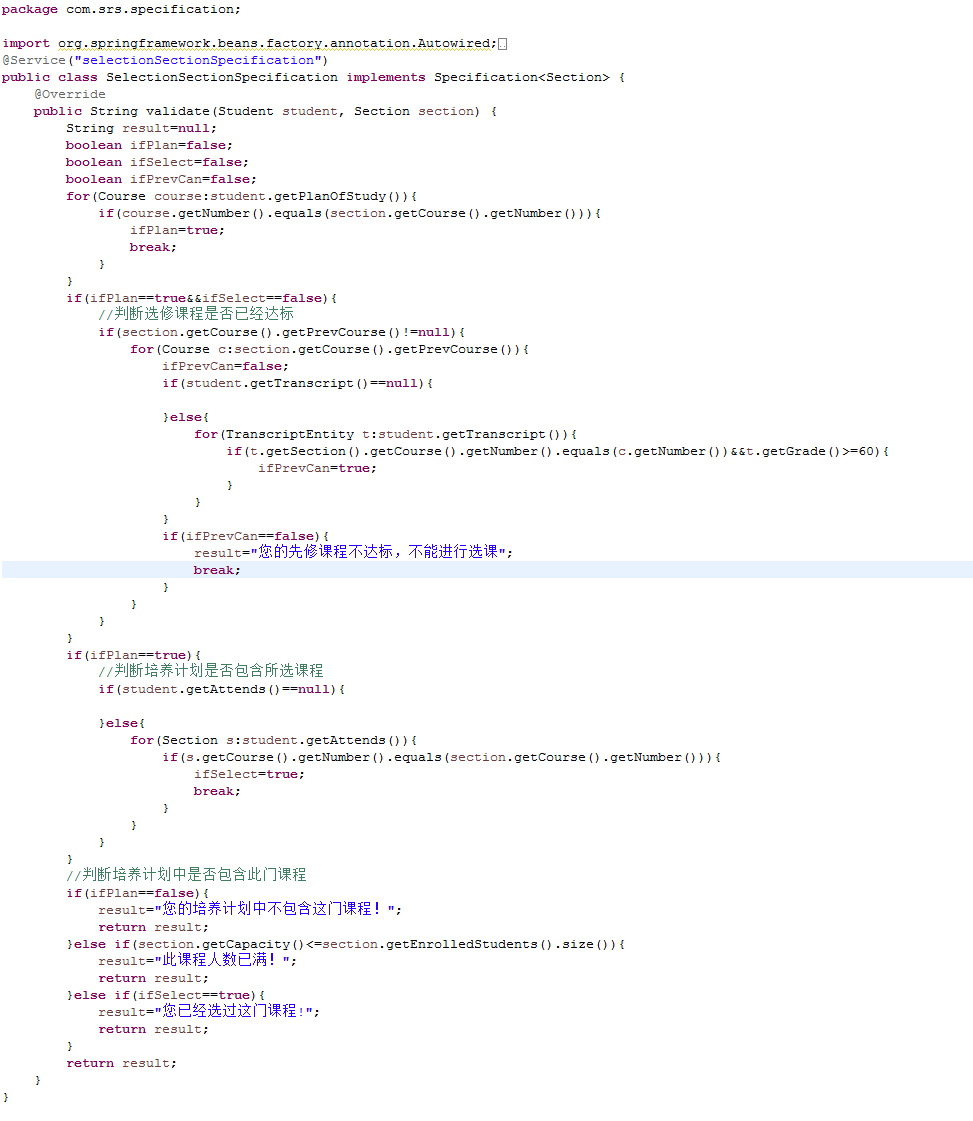 package com.srs.specification;
import org.springframework.beans.factory.annotation.Autowired;
@Service("selectionSectionSpecification")
public class SelectionSectionSpecification implements Specification<Section> {
    @Override
    public String validate(Student student, Section section) {
        String result=null;
        boolean ifPlan=false;
        boolean ifSelect=false;
        boolean ifPrevCan=false;
        for(Course course:student.getPlanOfStudy()){
            if(course.getNumber().equals(section.getCourse().getNumber())){
                ifPlan=true;
                break;
            }
        }
        if(ifPlan==true&&ifSelect==false){
            //判断选修课程是否已经达标
            if(section.getCourse().getPrevCourse()!=null){
                for(Course c:section.getCourse().getPrevCourse()){
                    ifPrevCan=false;
                    if(student.getTranscript()==null){
                    }else{
                        for(TranscriptEntity t:student.getTranscript()){
                            if(t.getSection().getCourse().getNumber().equals(c.getNumber())&&t.getGrade()>=60){
                                ifPrevCan=true;
                            }
                        }
                    }
                    if(ifPrevCan==false){
                        result="您的先修课程不达标，不能进行选课";
                        break;
                    }
                }
            }
        }
        if(ifPlan==true){
            //判断培养计划是否包含所选课程
            if(student.getAttends()==null){
            }else{
                for(Section s:student.getAttends()){
                    if(s.getCourse().getNumber().equals(section.getCourse().getNumber())){
                        ifSelect=true;
                        break;
                    }
                }
            }
        }
        //判断培养计划中是否包含此门课程
        if(ifPlan==false){
            result="您的培养计划中不包含这门课程！";
            return result;
        }else if(section.getCapacity()<=section.getEnrolledStudents().size()){
            result="此课程人数已满！";
            return result;
        }else if(ifSelect==true){
            result="您已经选过这门课程!";
            return result;
        }
        return result;
    }
}